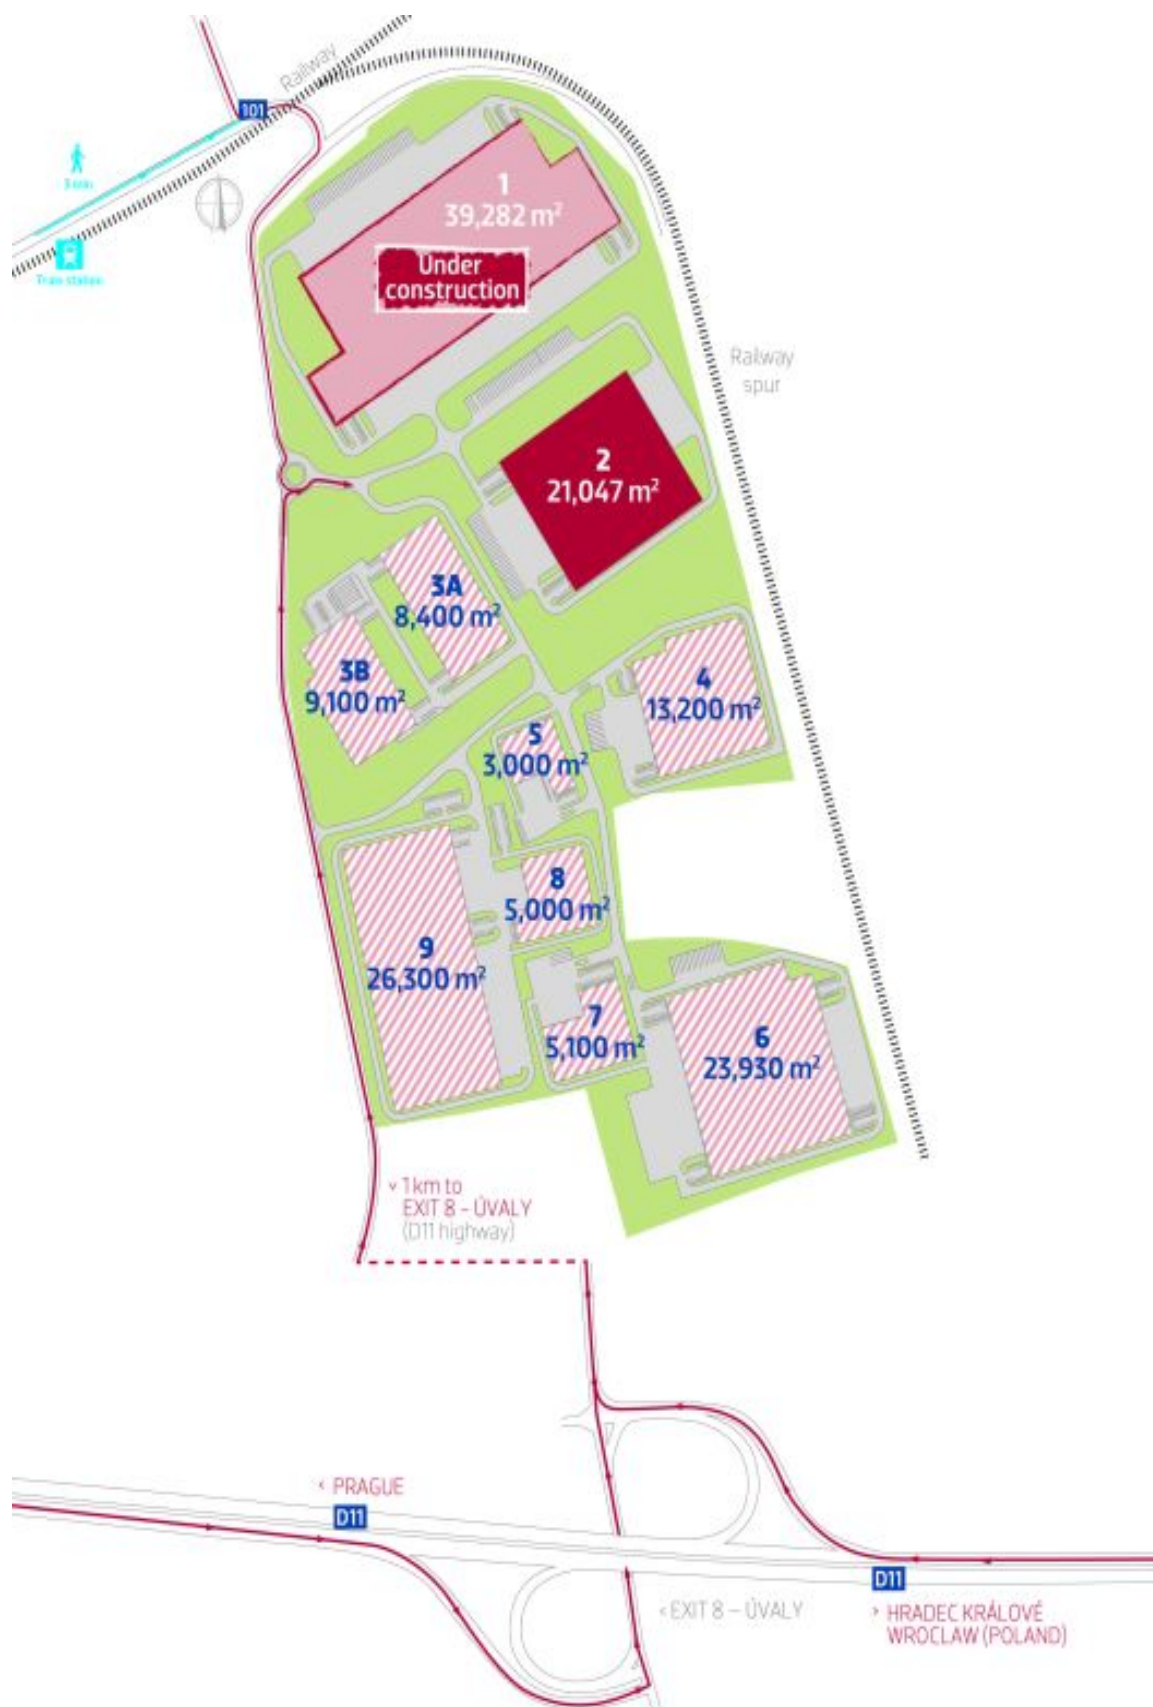 Railway
101
3 min
Train station
1
39,282 m²
Under
construction
Railway
spur
2
21,047 m²
3A
8,400 m²
3B
9,100 m²
4
13,200 m²
5
3,000 m²
8
5,000 m²
9
26,300 m²
7
5,100 m²
6
23,930 m²
˅ 1 km to
EXIT 8 – ÚVALY
(D11 highway)
‹ PRAGUE
D11
D11
‹ EXIT 8 – ÚVALY
› HRADEC KRÁLOVÉ
WROCLAW (POLAND)